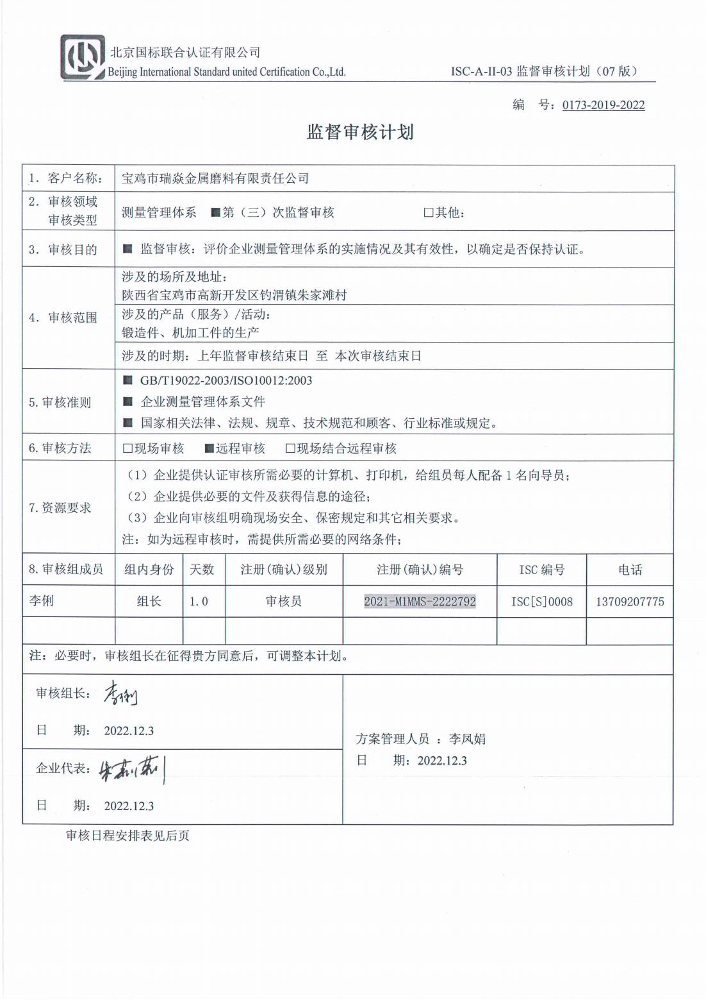 北京国标联合认证有限公司
Beijing International Standard united Certification Co.,Ltd.
ISC-A-II-03 监督审核计划（07 版）
编 号：0173-2019-2022
监督审核计划
1．客户名称：
宝鸡市瑞焱金属磨料有限责任公司
2．审核领域
审核类型
测量管理体系 ■第（三）次监督审核 □其他：
3．审核目的
■ 监督审核：评价企业测量管理体系的实施情况及其有效性，以确定是否保持认证。
4．审核范围
涉及的场所及地址：
陕西省宝鸡市高新开发区钓渭镇朱家滩村
涉及的产品（服务）/活动：
锻造件、机加工件的生产
涉及的时期：上年监督审核结束日 至 本次审核结束日
5.审核准则
■ GB/T19022-2003/ISO10012:2003
■ 企业测量管理体系文件
■ 国家相关法律、法规、规章、技术规范和顾客、行业标准或规定。
6.审核方法
□现场审核 ■远程审核 □现场结合远程审核
7.资源要求
（1）企业提供认证审核所需必要的计算机、打印机，给组员每人配备 1 名向导员；
（2）企业提供必要的文件及获得信息的途径；
（3）企业向审核组明确现场安全、保密规定和其它相关要求。
注：如为远程审核时，需提供所需必要的网络条件；
8.审核组成员 组内身份 天数 注册(确认)级别 注册(确认)编号 ISC 编号 电话
李俐 组长 1.0 审核员 2021-M1MMS-2222792 ISC[S]0008 13709207775
注：必要时，审核组长在征得贵方同意后，可调整本计划。
审核组长：李俐
日 期：2022.12.3
企业代表：
日 期：2022.12.3
方案管理人员 ：李凤娟
日 期：2022.12.3
审核日程安排表见后页